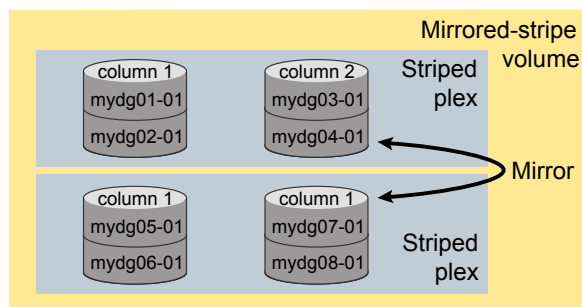 Mirrored-stripe
volume
column 1
mydg01-01
mydg02-01
column 2
mydg03-01
mydg04-01
Striped
plex
Mirror
column 1
mydg05-01
mydg06-01
column 1
mydg07-01
mydg08-01
Striped
plex